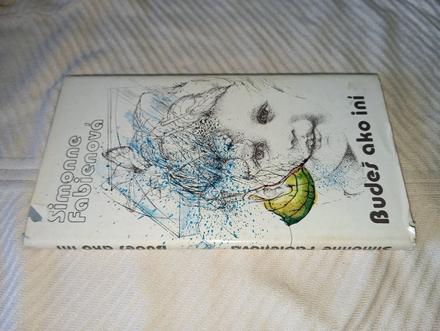 Simonne
Fabienová
Budeš ako iní
Simonne Fabienová
Budeš ako iní